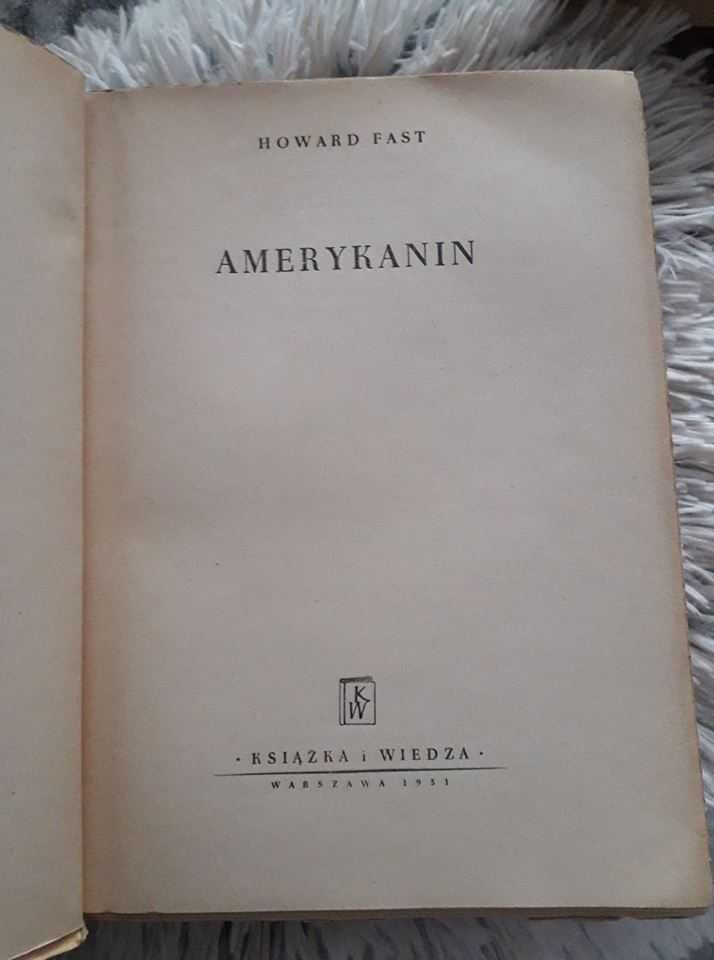 HOWARD FAST
AMERYKANIN
KW
· KSIĄŻKA i WIEDZA ·
WARSZAWA 1951